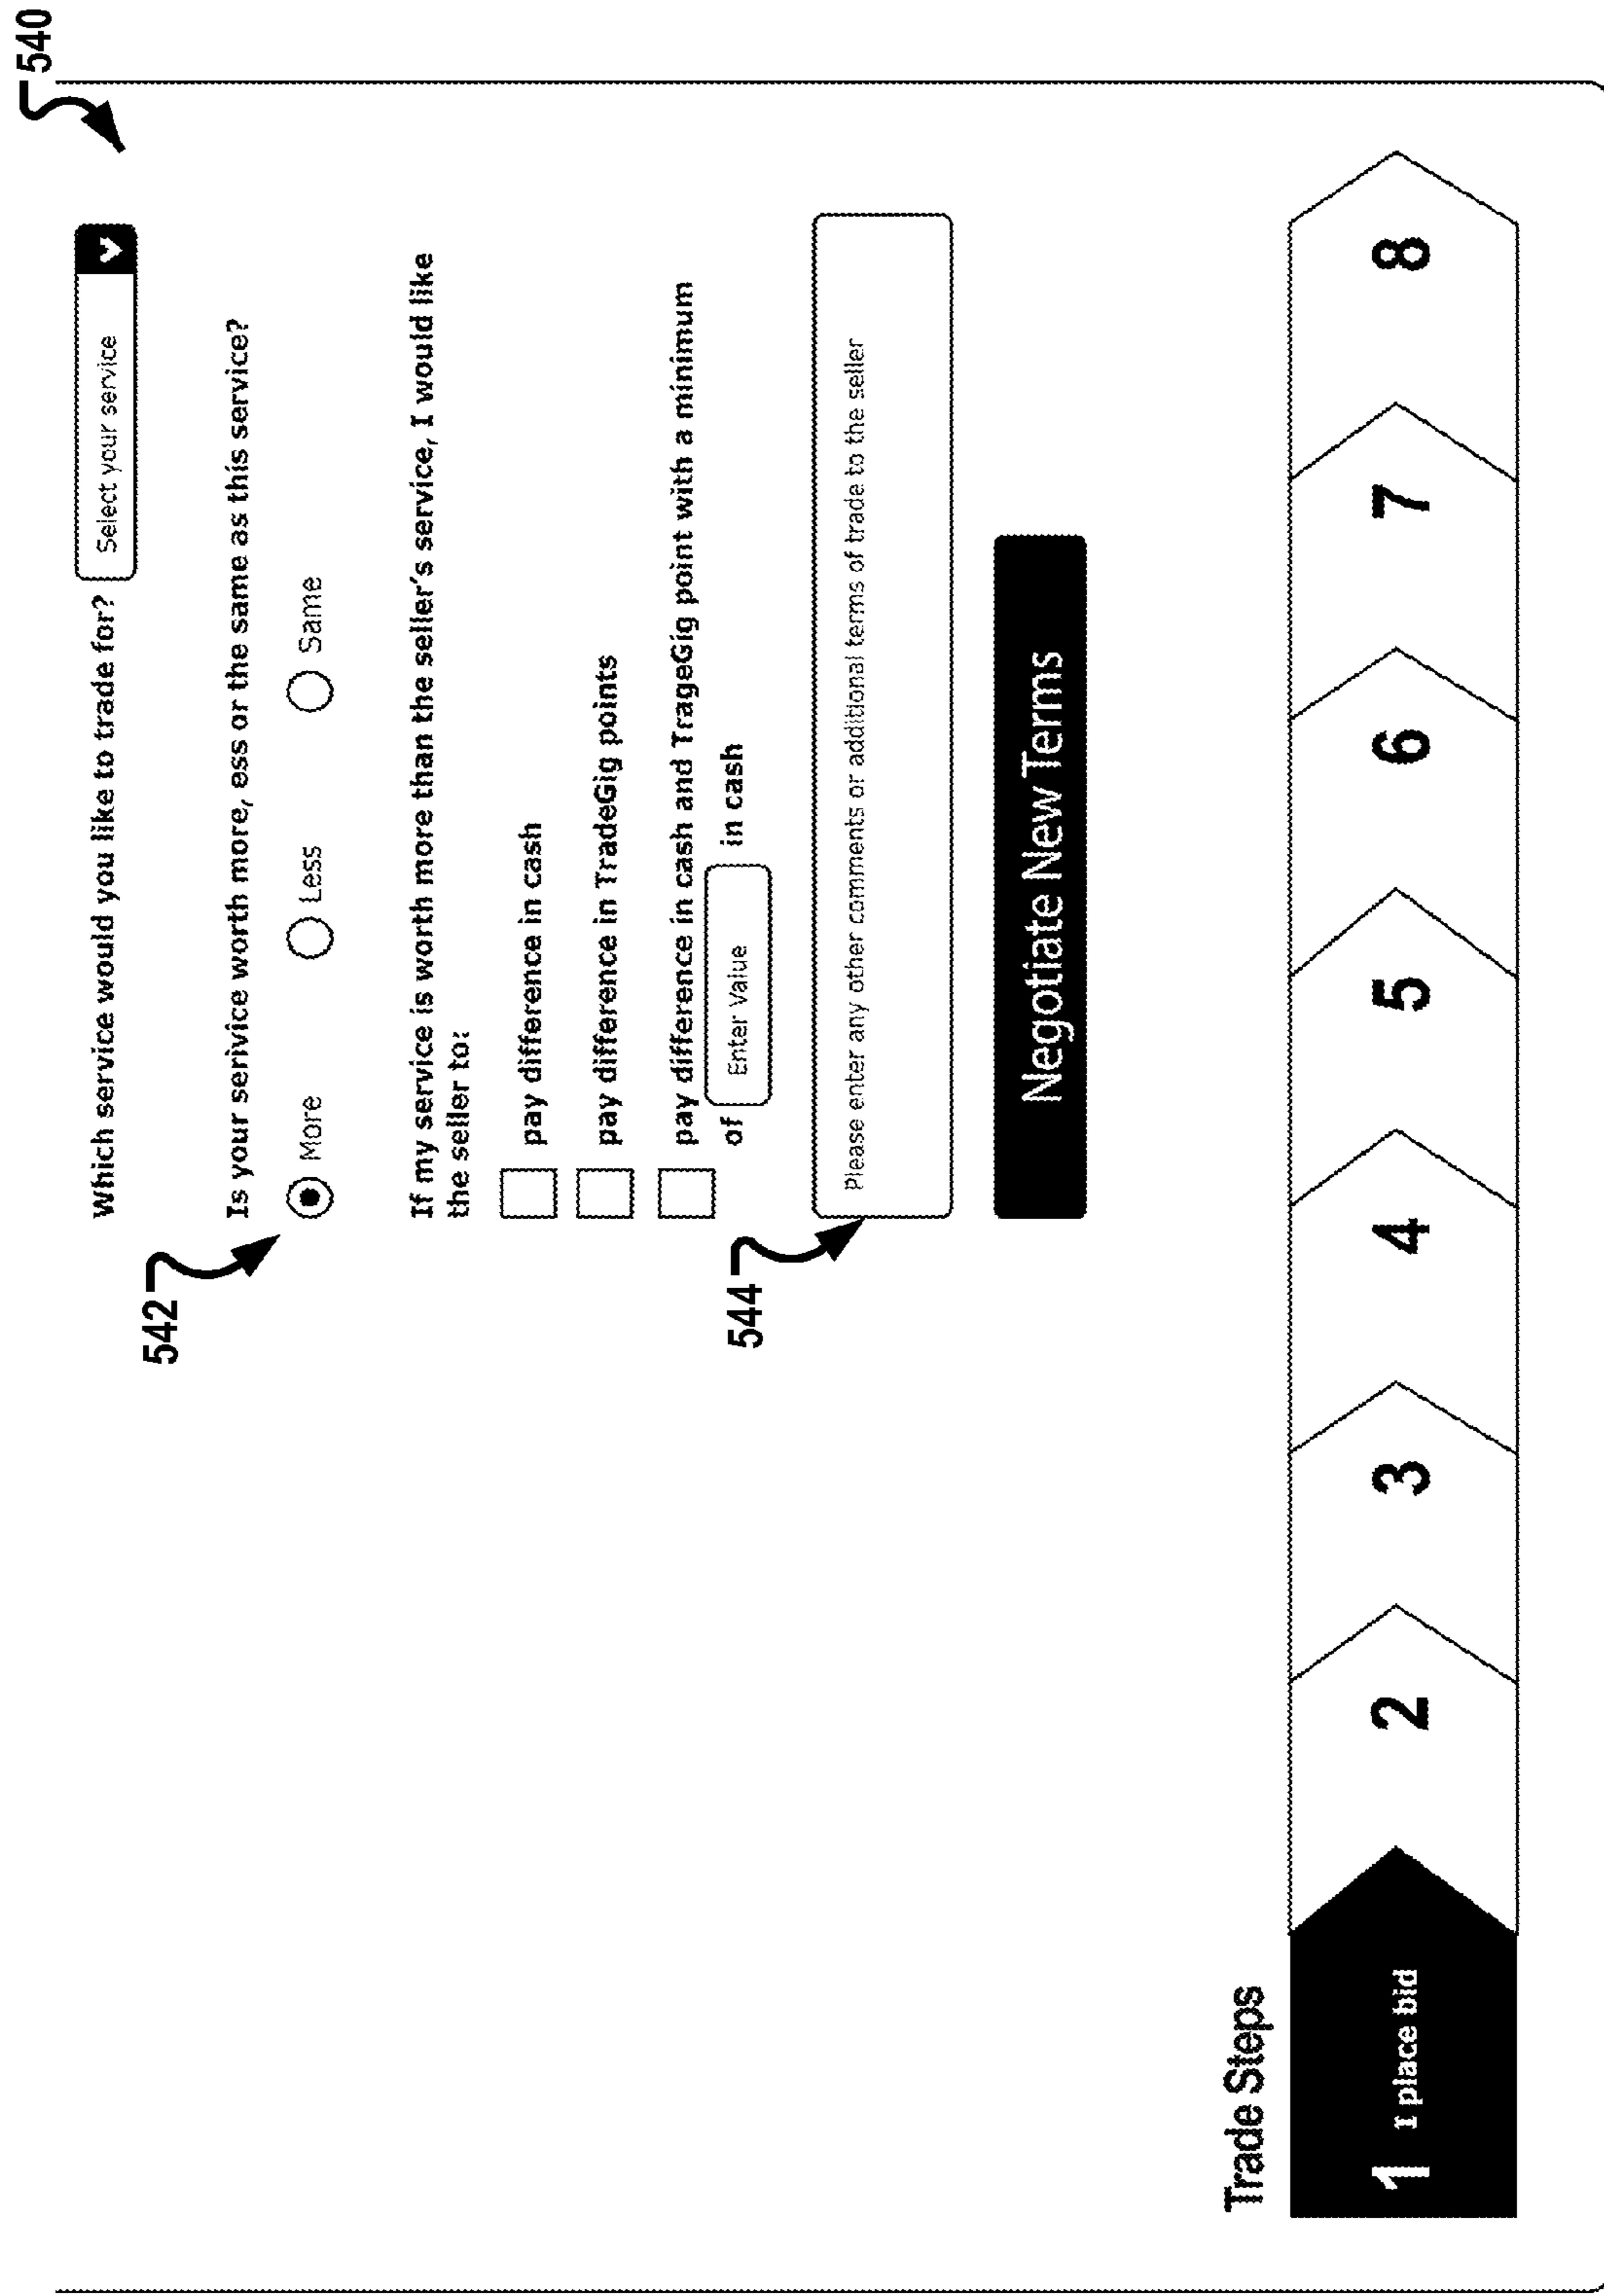 540
Which service would you like to trade for? Select your service
542
Is your serivice worth more, ess or the same as this service?
More Less Same
If my service is worth more than the seller's service, I would like
the seller to:
pay difference in cash
pay difference in TradeGig points
pay difference in cash and TrageGig point with a minimum
of Enter Value in cash
544
Please enter any other comments or additional terms of trade to the seller
Negotiate New Terms
Trade Steps
1 I place bid 2 3 4 5 6 7 8